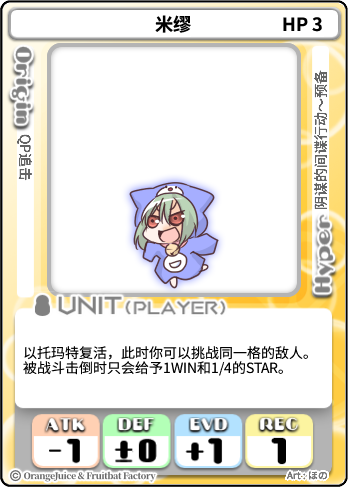 米缪 HP 3
Origin
QP追击
Hyper
阴谋的间谍行动～预备
UNIT(PLAYER)
以托玛特复活，此时你可以挑战同一格的敌人。
被战斗击倒时只会给予1WIN和1/4的STAR。
ATK DEF EVD REC
-1 ±0 +1 1
© OrangeJuice & Fruitbat Factory Art : ほの